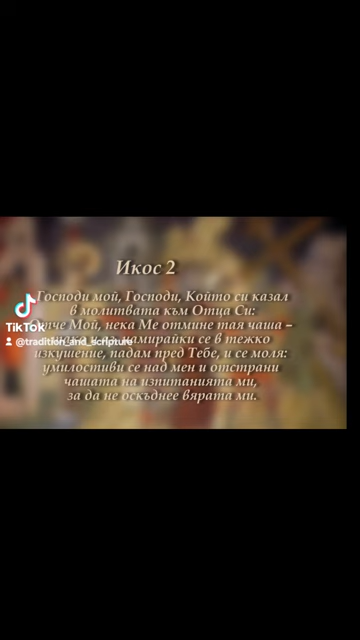 Икос 2
Господи мой, Господи, Който си казал
в молитвата към Отца Си:
Отче Мой, нека Ме отмине тая чаша –
намирайки се в тежко
изкушение, падам пред Тебе, и се моля:
умилостиви се над мен и отстрани
чашата на изпитанията ми,
за да не оскъднее вярата ми.
TikTok
@tradition_and_scripture